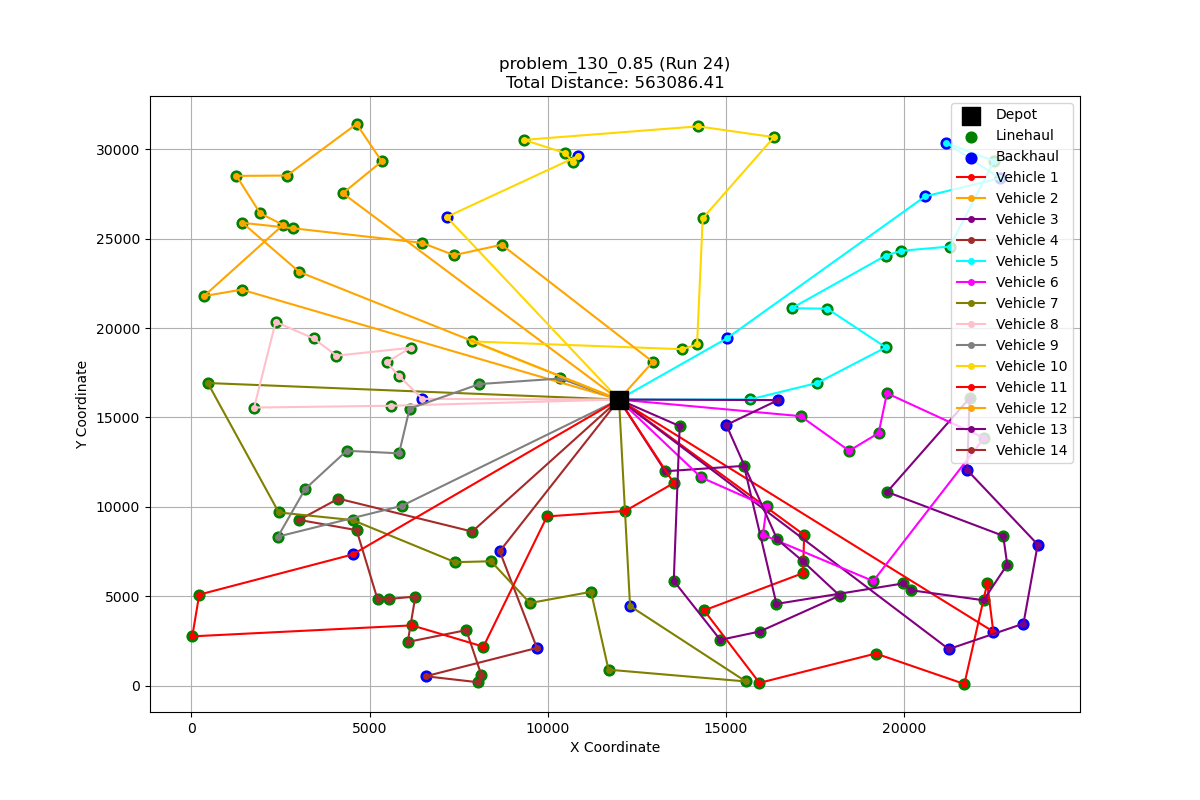 problem_130_0.85 (Run 24)
Total Distance: 563086.41
Y Coordinate
30000
25000
20000
15000
10000
5000
0
0
5000
10000
15000
20000
X Coordinate
Depot
Linehaul
Backhaul
Vehicle 1
Vehicle 2
Vehicle 3
Vehicle 4
Vehicle 5
Vehicle 6
Vehicle 7
Vehicle 8
Vehicle 9
Vehicle 10
Vehicle 11
Vehicle 12
Vehicle 13
Vehicle 14